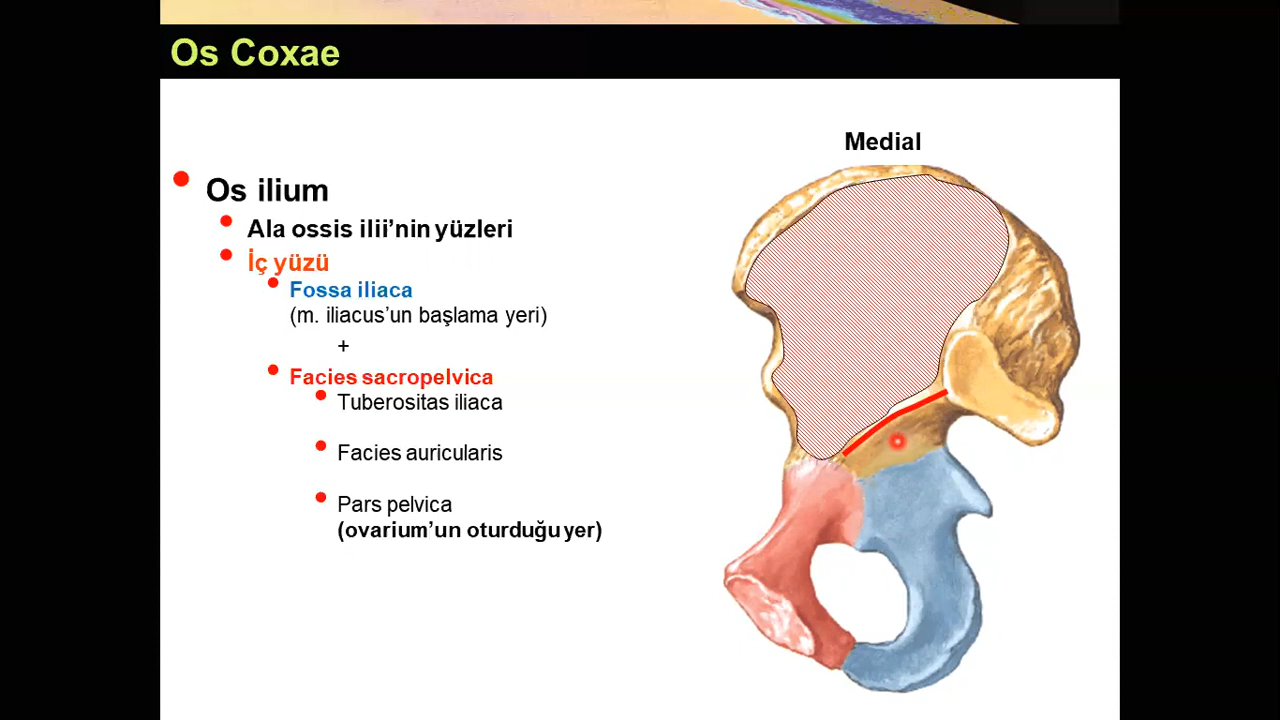 Os Coxae
Medial
Os ilium
Ala ossis ilii’nin yüzleri
İç yüzü
Fossa iliaca
(m. iliacus’un başlama yeri)
+
Facies sacropelvica
Tuberositas iliaca
Facies auricularis
Pars pelvica
(ovarium’un oturduğu yer)